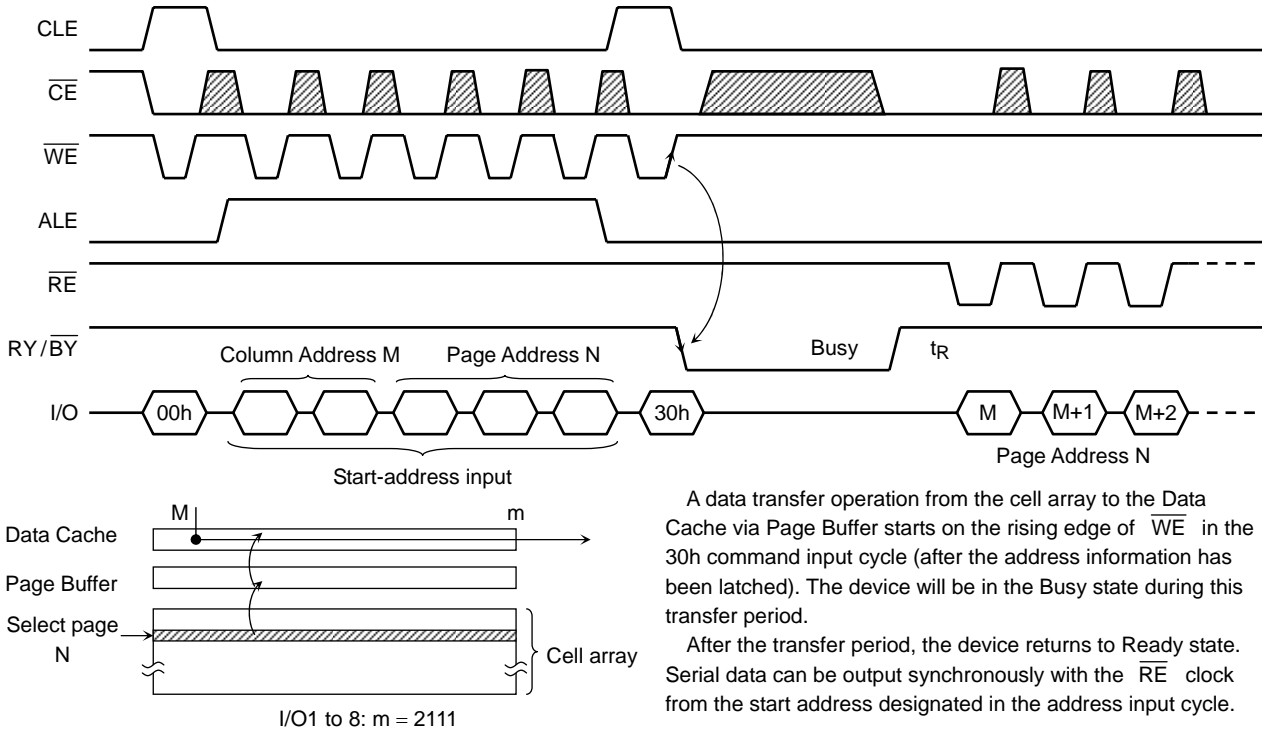 CLE
CE
WE
ALE
RE
RY/BY Busy tR
Column Address M Page Address N
I/O 00h 30h M M+1 M+2
Start-address input
Page Address N
M m
Data Cache
Page Buffer
Select page
N
Cell array
I/O1 to 8: m = 2111
A data transfer operation from the cell array to the Data
Cache via Page Buffer starts on the rising edge of WE in the
30h command input cycle (after the address information has
been latched). The device will be in the Busy state during this
transfer period.
After the transfer period, the device returns to Ready state.
Serial data can be output synchronously with the RE clock
from the start address designated in the address input cycle.